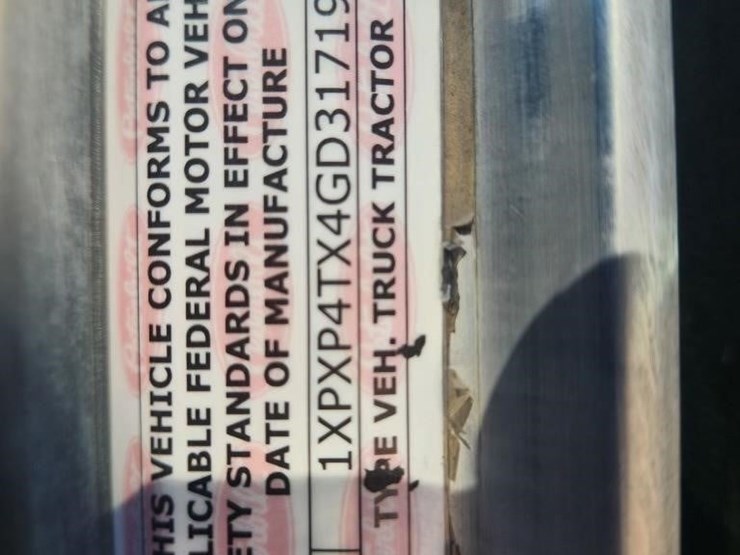 HIS VEHICLE CONFORMS TO A
LICABLE FEDERAL MOTOR VEH
ETY STANDARDS IN EFFECT ON
DATE OF MANUFACTURE
1XPXP4TX4GD31719
TYPE VEH. TRUCK TRACTOR